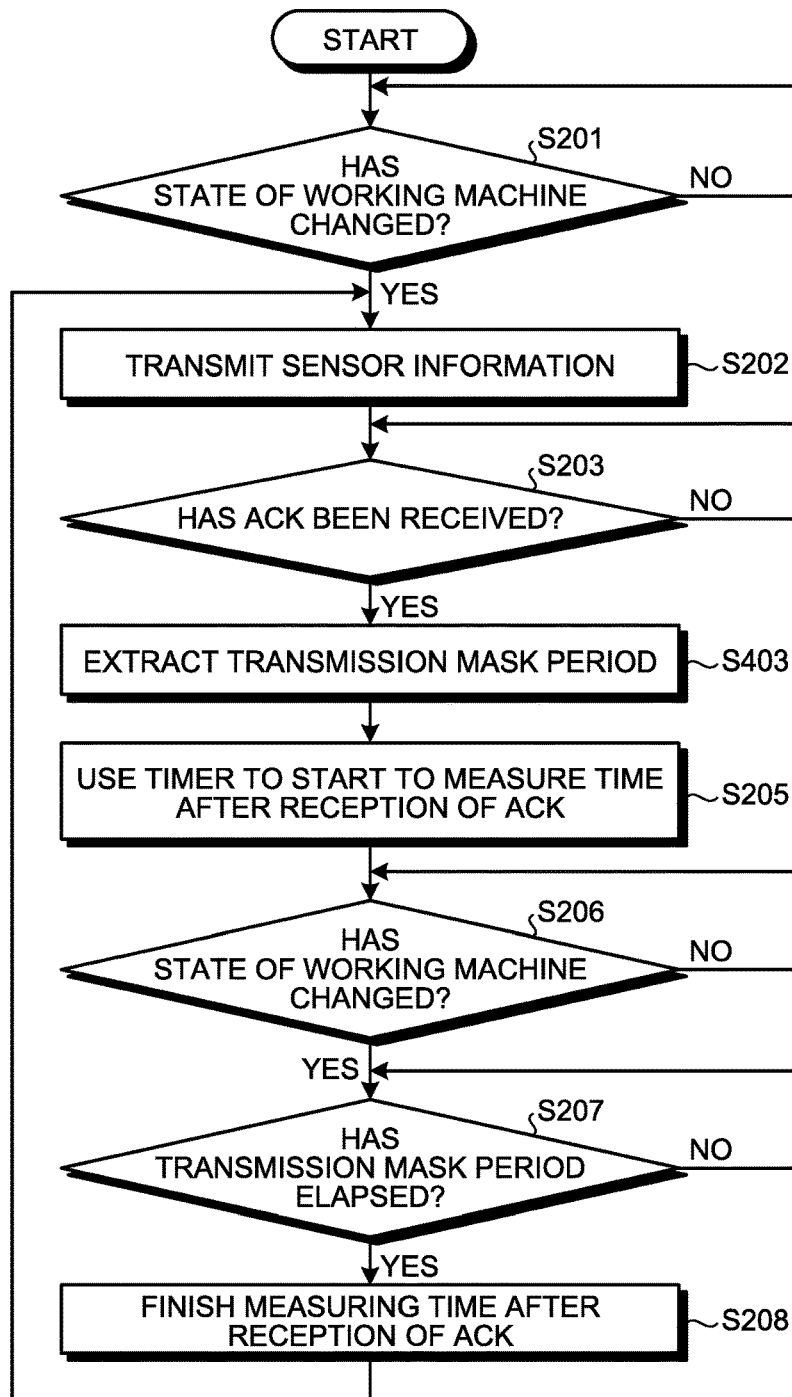 START
S201
HAS
STATE OF WORKING MACHINE
CHANGED?
NO
YES
TRANSMIT SENSOR INFORMATION
S202
S203
HAS ACK BEEN RECEIVED?
NO
YES
EXTRACT TRANSMISSION MASK PERIOD
S403
USE TIMER TO START TO MEASURE TIME
AFTER RECEPTION OF ACK
S205
S206
HAS
STATE OF WORKING MACHINE
CHANGED?
NO
YES
S207
HAS
TRANSMISSION MASK PERIOD
ELAPSED?
NO
YES
FINISH MEASURING TIME AFTER
RECEPTION OF ACK
S208